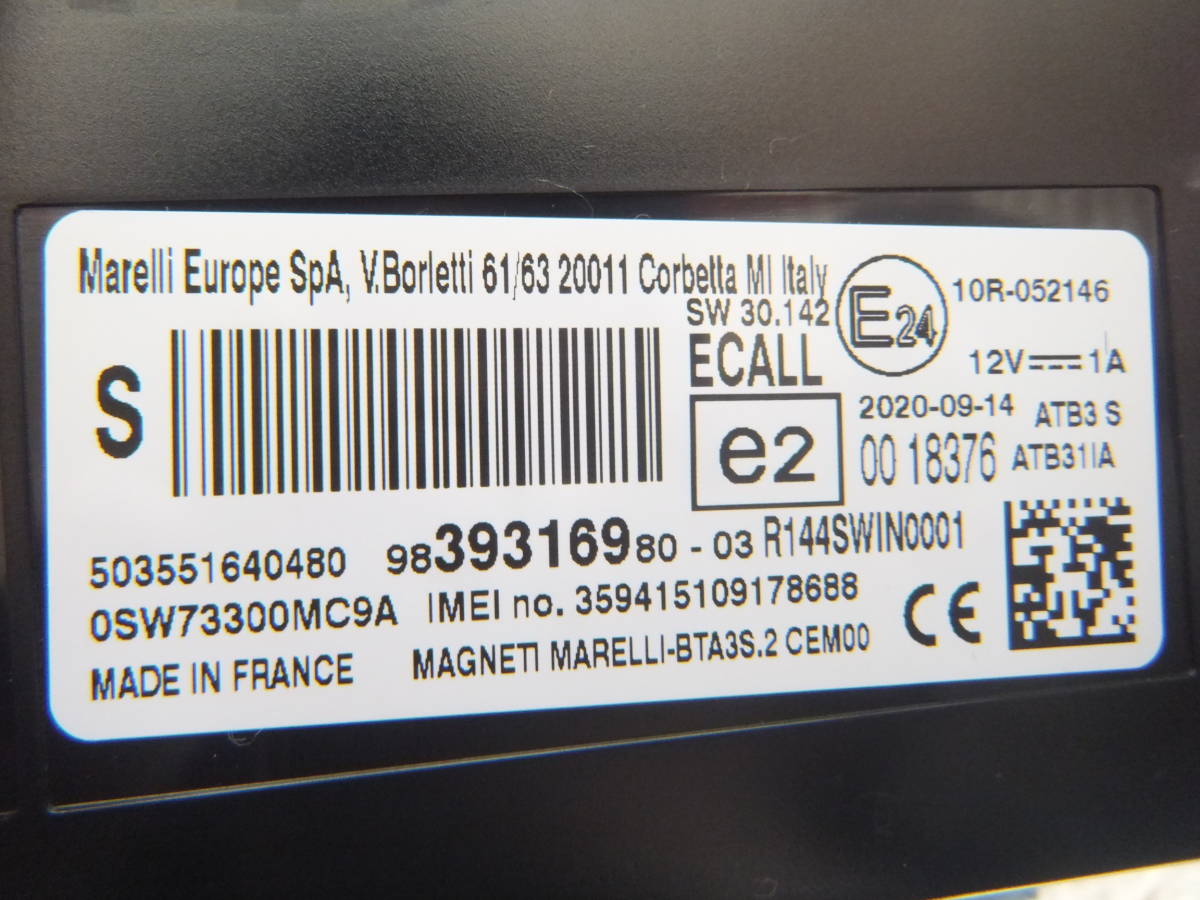 Marelli Europe SpA, V.Borletti 61/63 20011 Corbetta MI Italy
SW 30.142
E24
10R-052146
S
ECALL
12V 1A
e2
2020-09-14 ATB3 S
00 18376 ATB31IA
503551640480 9839316980 - 03 R144SWIN0001
0SW73300MC9A IMEI no. 359415109178688
CE
MADE IN FRANCE MAGNETI MARELLI-BTA3S.2 CEM00